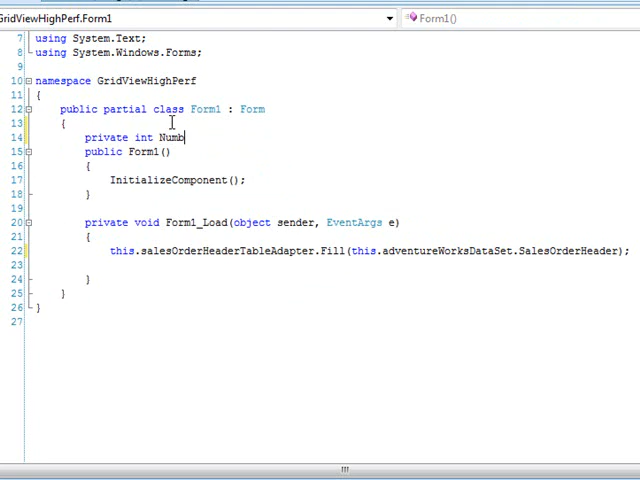 GridViewHighPerf.Form1 Form1()
7 using System.Text;
8 using System.Windows.Forms;
9
10 namespace GridViewHighPerf
11 {
12 public partial class Form1 : Form
13 {
14 private int Numb
15 public Form1()
16 {
17 InitializeComponent();
18 }
19
20 private void Form1_Load(object sender, EventArgs e)
21 {
22 this.salesOrderHeaderTableAdapter.Fill(this.adventureWorksDataSet.SalesOrderHeader);
23
24 }
25 }
26 }
27